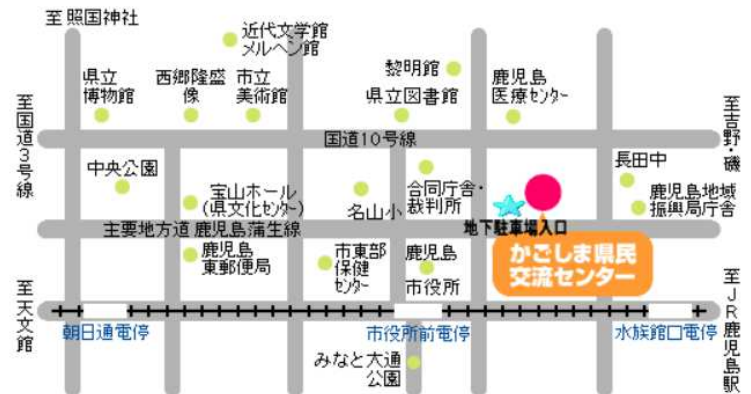 至照国神社
近代文学館
メルヘン館
県立
博物館
西郷隆盛
像
市立
美術館
黎明館
県立図書館
鹿児島
医療センター
至国道3号線
国道10号線
至吉野・磯
中央公園
宝山ホール
(県文化センター)
名山小
合同庁舎・
裁判所
長田中
鹿児島地域
振興局庁舎
地下駐車場入口
主要地方道 鹿児島蒲生線
かごしま県民
交流センター
鹿児島
東郵便局
市東部
保健
センター
鹿児島
市役所
至天文館
至JR鹿児島駅
朝日通電停
市役所前電停
水族館口電停
みなと大通
公園